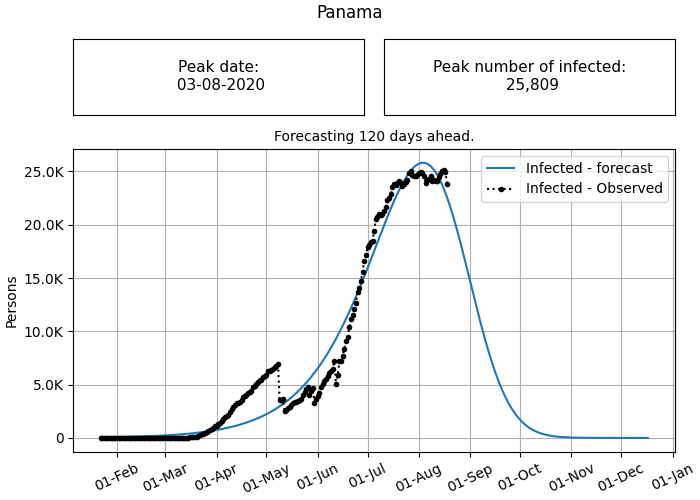 Panama
Peak date:
03-08-2020
Peak number of infected:
25,809
Forecasting 120 days ahead.
Infected - forecast
Infected - Observed
Persons
25.0K
20.0K
15.0K
10.0K
5.0K
0
01-Feb
01-Mar
01-Apr
01-May
01-Jun
01-Jul
01-Aug
01-Sep
01-Oct
01-Nov
01-Dec
01-Jan